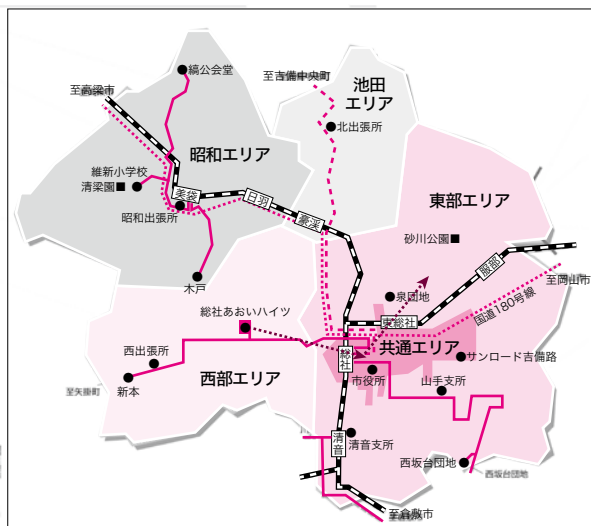 縞公会堂
至高梁市
至吉備中央町
池田
エリア
北出張所
昭和エリア
維新小学校
清梁園
美袋
日羽
豪渓
昭和出張所
東部エリア
砂川公園
服部
木戸
泉団地
至岡山市
国道180号線
総社あおいハイツ
東総社
共通エリア
総社
サンロード吉備路
西出張所
西部エリア
市役所
山手支所
至矢掛町
新本
清音
清音支所
西坂台団地
西坂台団地
至倉敷市